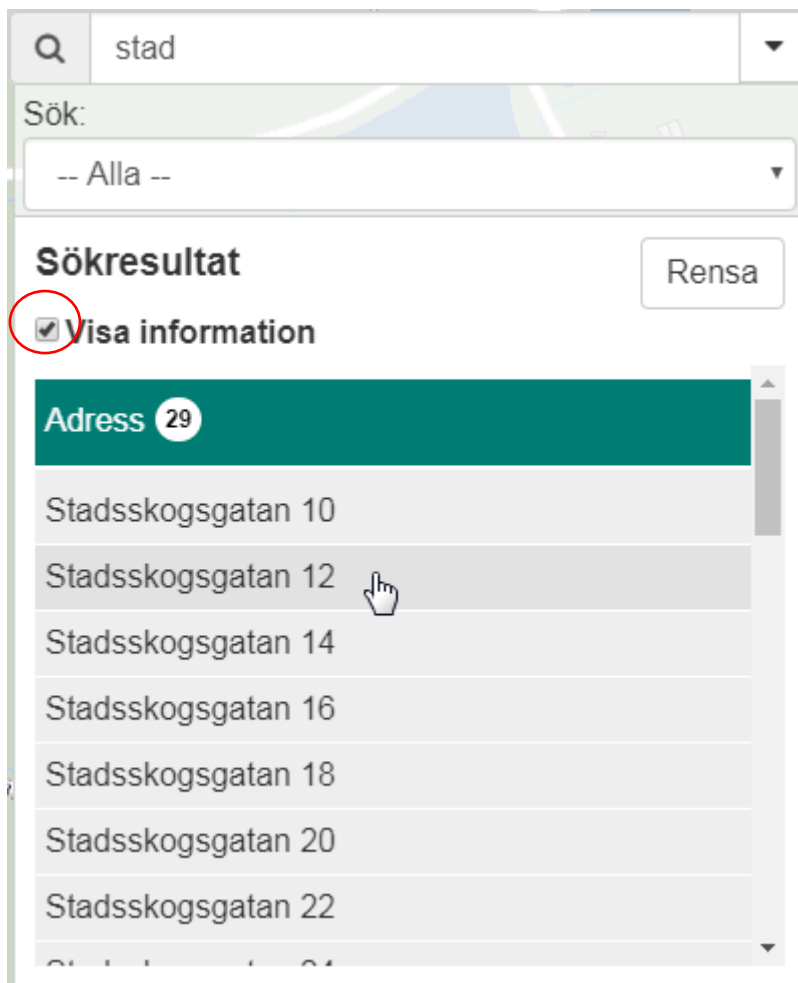 stad
Sök:
-- Alla --
Sökresultat
Rensa
Visa information
Adress 29
Stadsskogsgatan 10
Stadsskogsgatan 12
Stadsskogsgatan 14
Stadsskogsgatan 16
Stadsskogsgatan 18
Stadsskogsgatan 20
Stadsskogsgatan 22